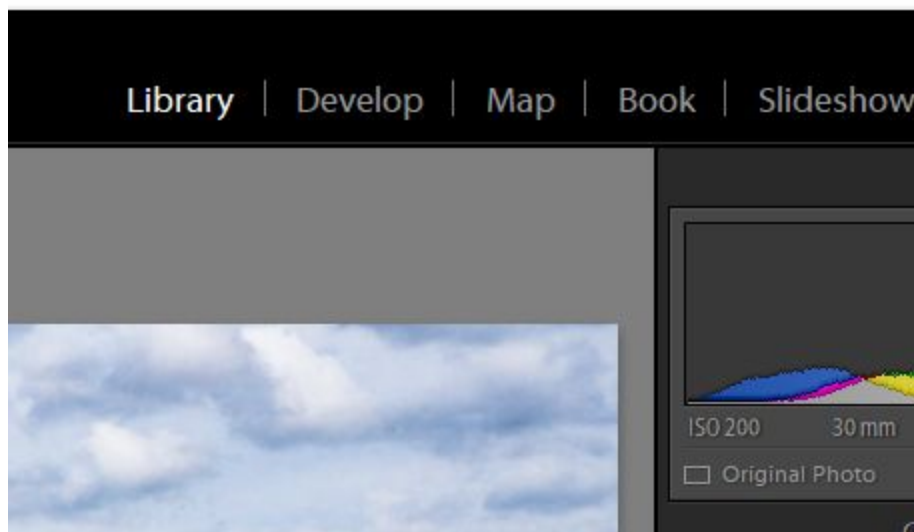 Library | Develop | Map | Book | Slideshow
ISO 200 30 mm
Original Photo